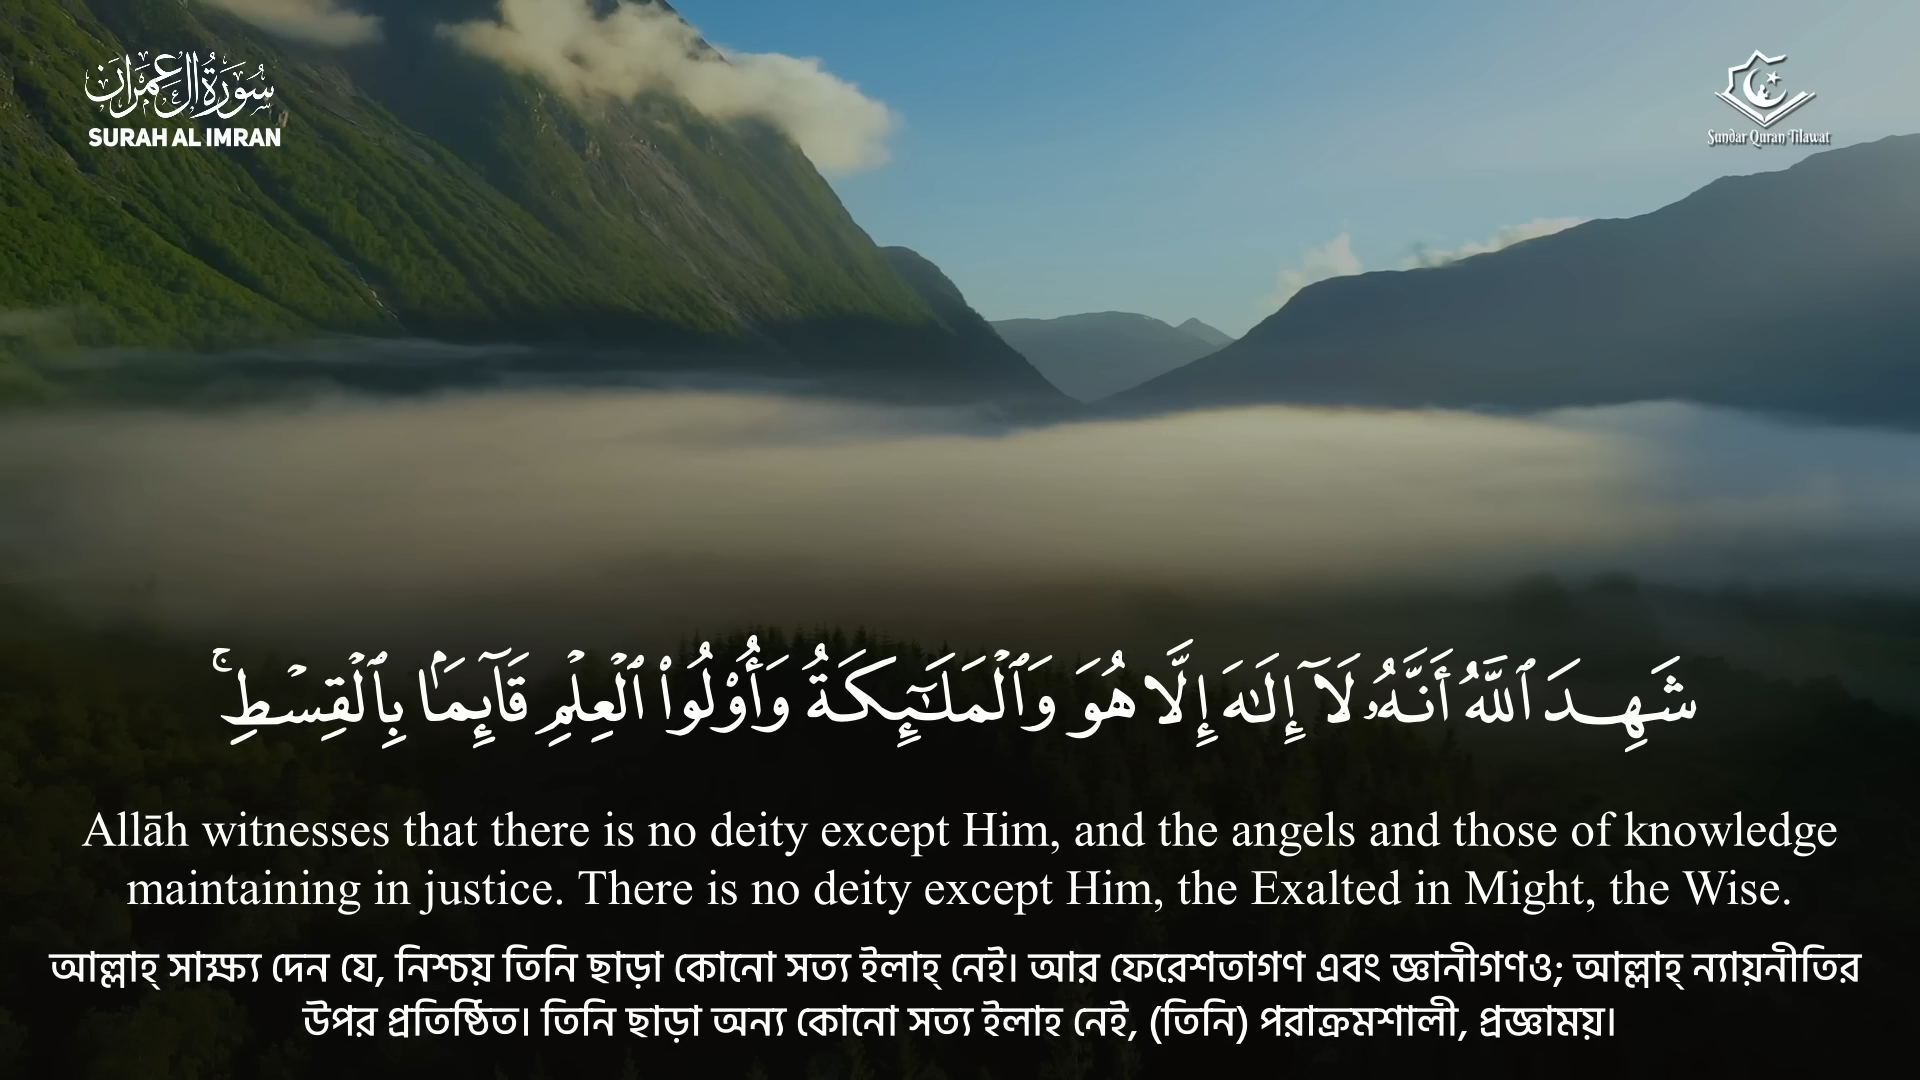 سُورَةُ آلِ عِمْرَان
SURAH AL IMRAN
Sundar Quran Tilawat
شَهِدَ ٱللَّهُ أَنَّهُۥ لَآ إِلَٰهَ إِلَّا هُوَ وَٱلْمَلَـٰٓئِكَةُ وَأُو۟لُوا۟ ٱلْعِلْمِ قَآئِمَۢا بِٱلْقِسْطِ ۚ
Allāh witnesses that there is no deity except Him, and the angels and those of knowledge
maintaining in justice. There is no deity except Him, the Exalted in Might, the Wise.
আল্লাহ্ সাক্ষ্য দেন যে, নিশ্চয় তিনি ছাড়া কোনো সত্য ইলাহ্ নেই। আর ফেরেশতাগণ এবং জ্ঞানীগণও; আল্লাহ্ ন্যায়নীতির
উপর প্রতিষ্ঠিত। তিনি ছাড়া অন্য কোনো সত্য ইলাহ নেই, (তিনি) পরাক্রমশালী, প্রজ্ঞাময়।